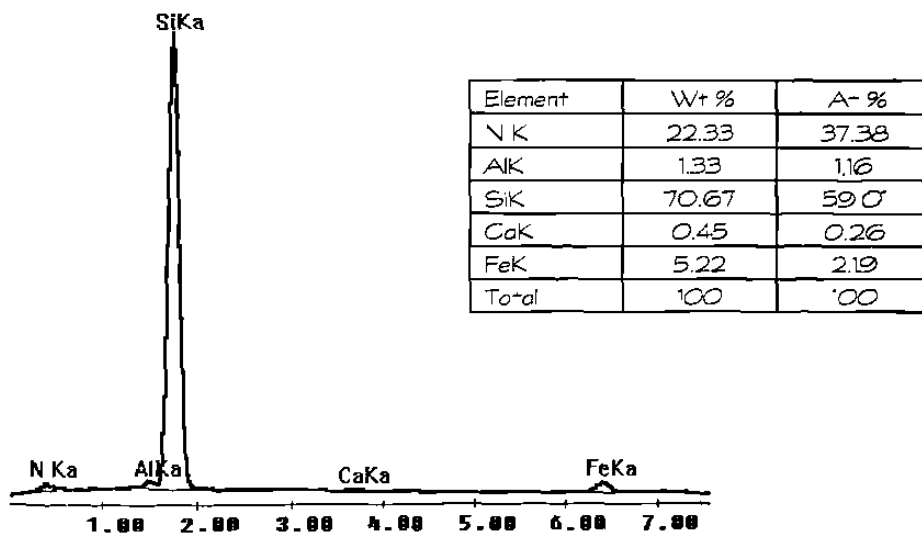 SiKa
Element Wt % At %
N K 22.33 37.38
AlK 1.33 1.16
SiK 70.67
CaK 0.45 0.26
FeK 5.22 2.19
Total 100 100
N Ka AlKa CaKa FeKa
1.00 2.00 3.00 4.00 5.00 6.00 7.00